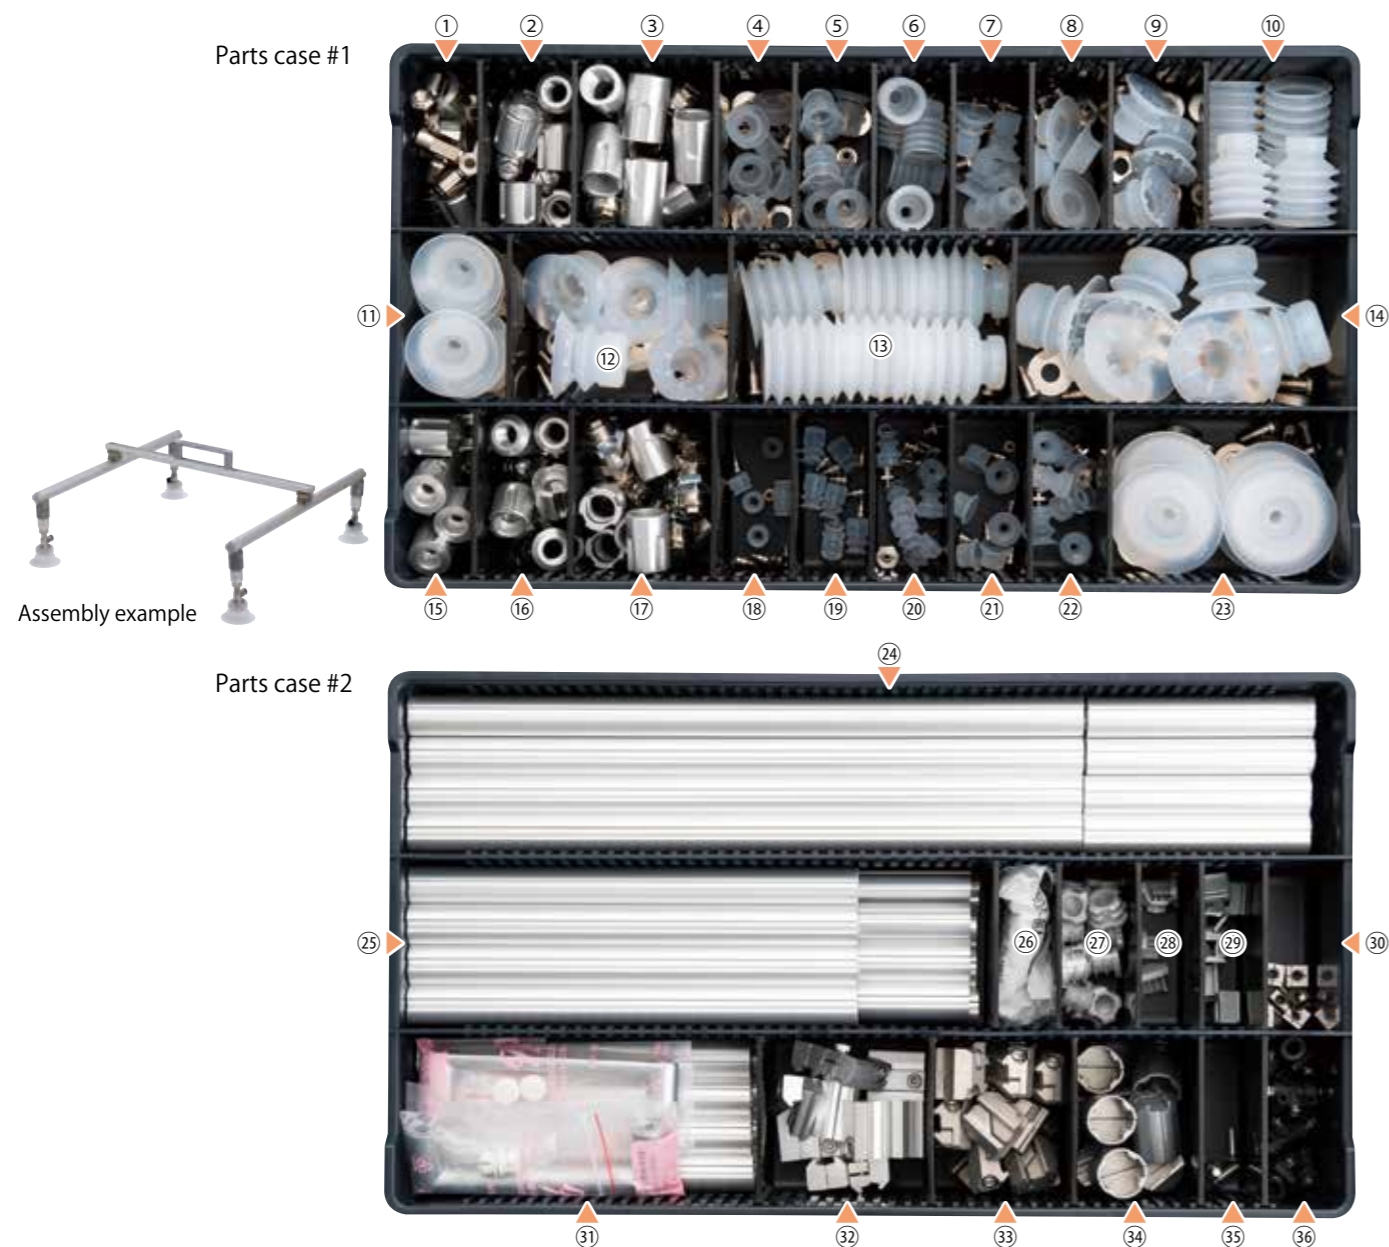 ① ② ③ ④ ⑤ ⑥ ⑦ ⑧ ⑨ ⑩
Parts case #1
⑪ ⑫ ⑬ ⑭
Assembly example
⑮ ⑯ ⑰ ⑱ ⑲ ⑳ ㉑ ㉒ ㉓
㉔
Parts case #2
㉕ ㉖ ㉗ ㉘ ㉙ ㉚
㉛ ㉜ ㉝ ㉞ ㉟ ㊱